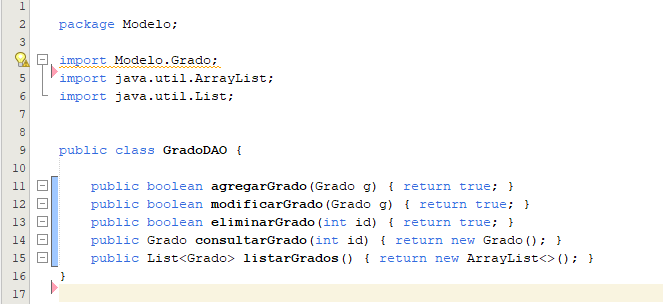 1
2 package Modelo;
3
import Modelo.Grado;
5 import java.util.ArrayList;
6 import java.util.List;
7
8
9 public class GradoDAO {
10
11 public boolean agregarGrado(Grado g) { return true; }
12 public boolean modificarGrado(Grado g) { return true; }
13 public boolean eliminarGrado(int id) { return true; }
14 public Grado consultarGrado(int id) { return new Grado(); }
15 public List<Grado> listarGrados() { return new ArrayList<>(); }
16 }
17